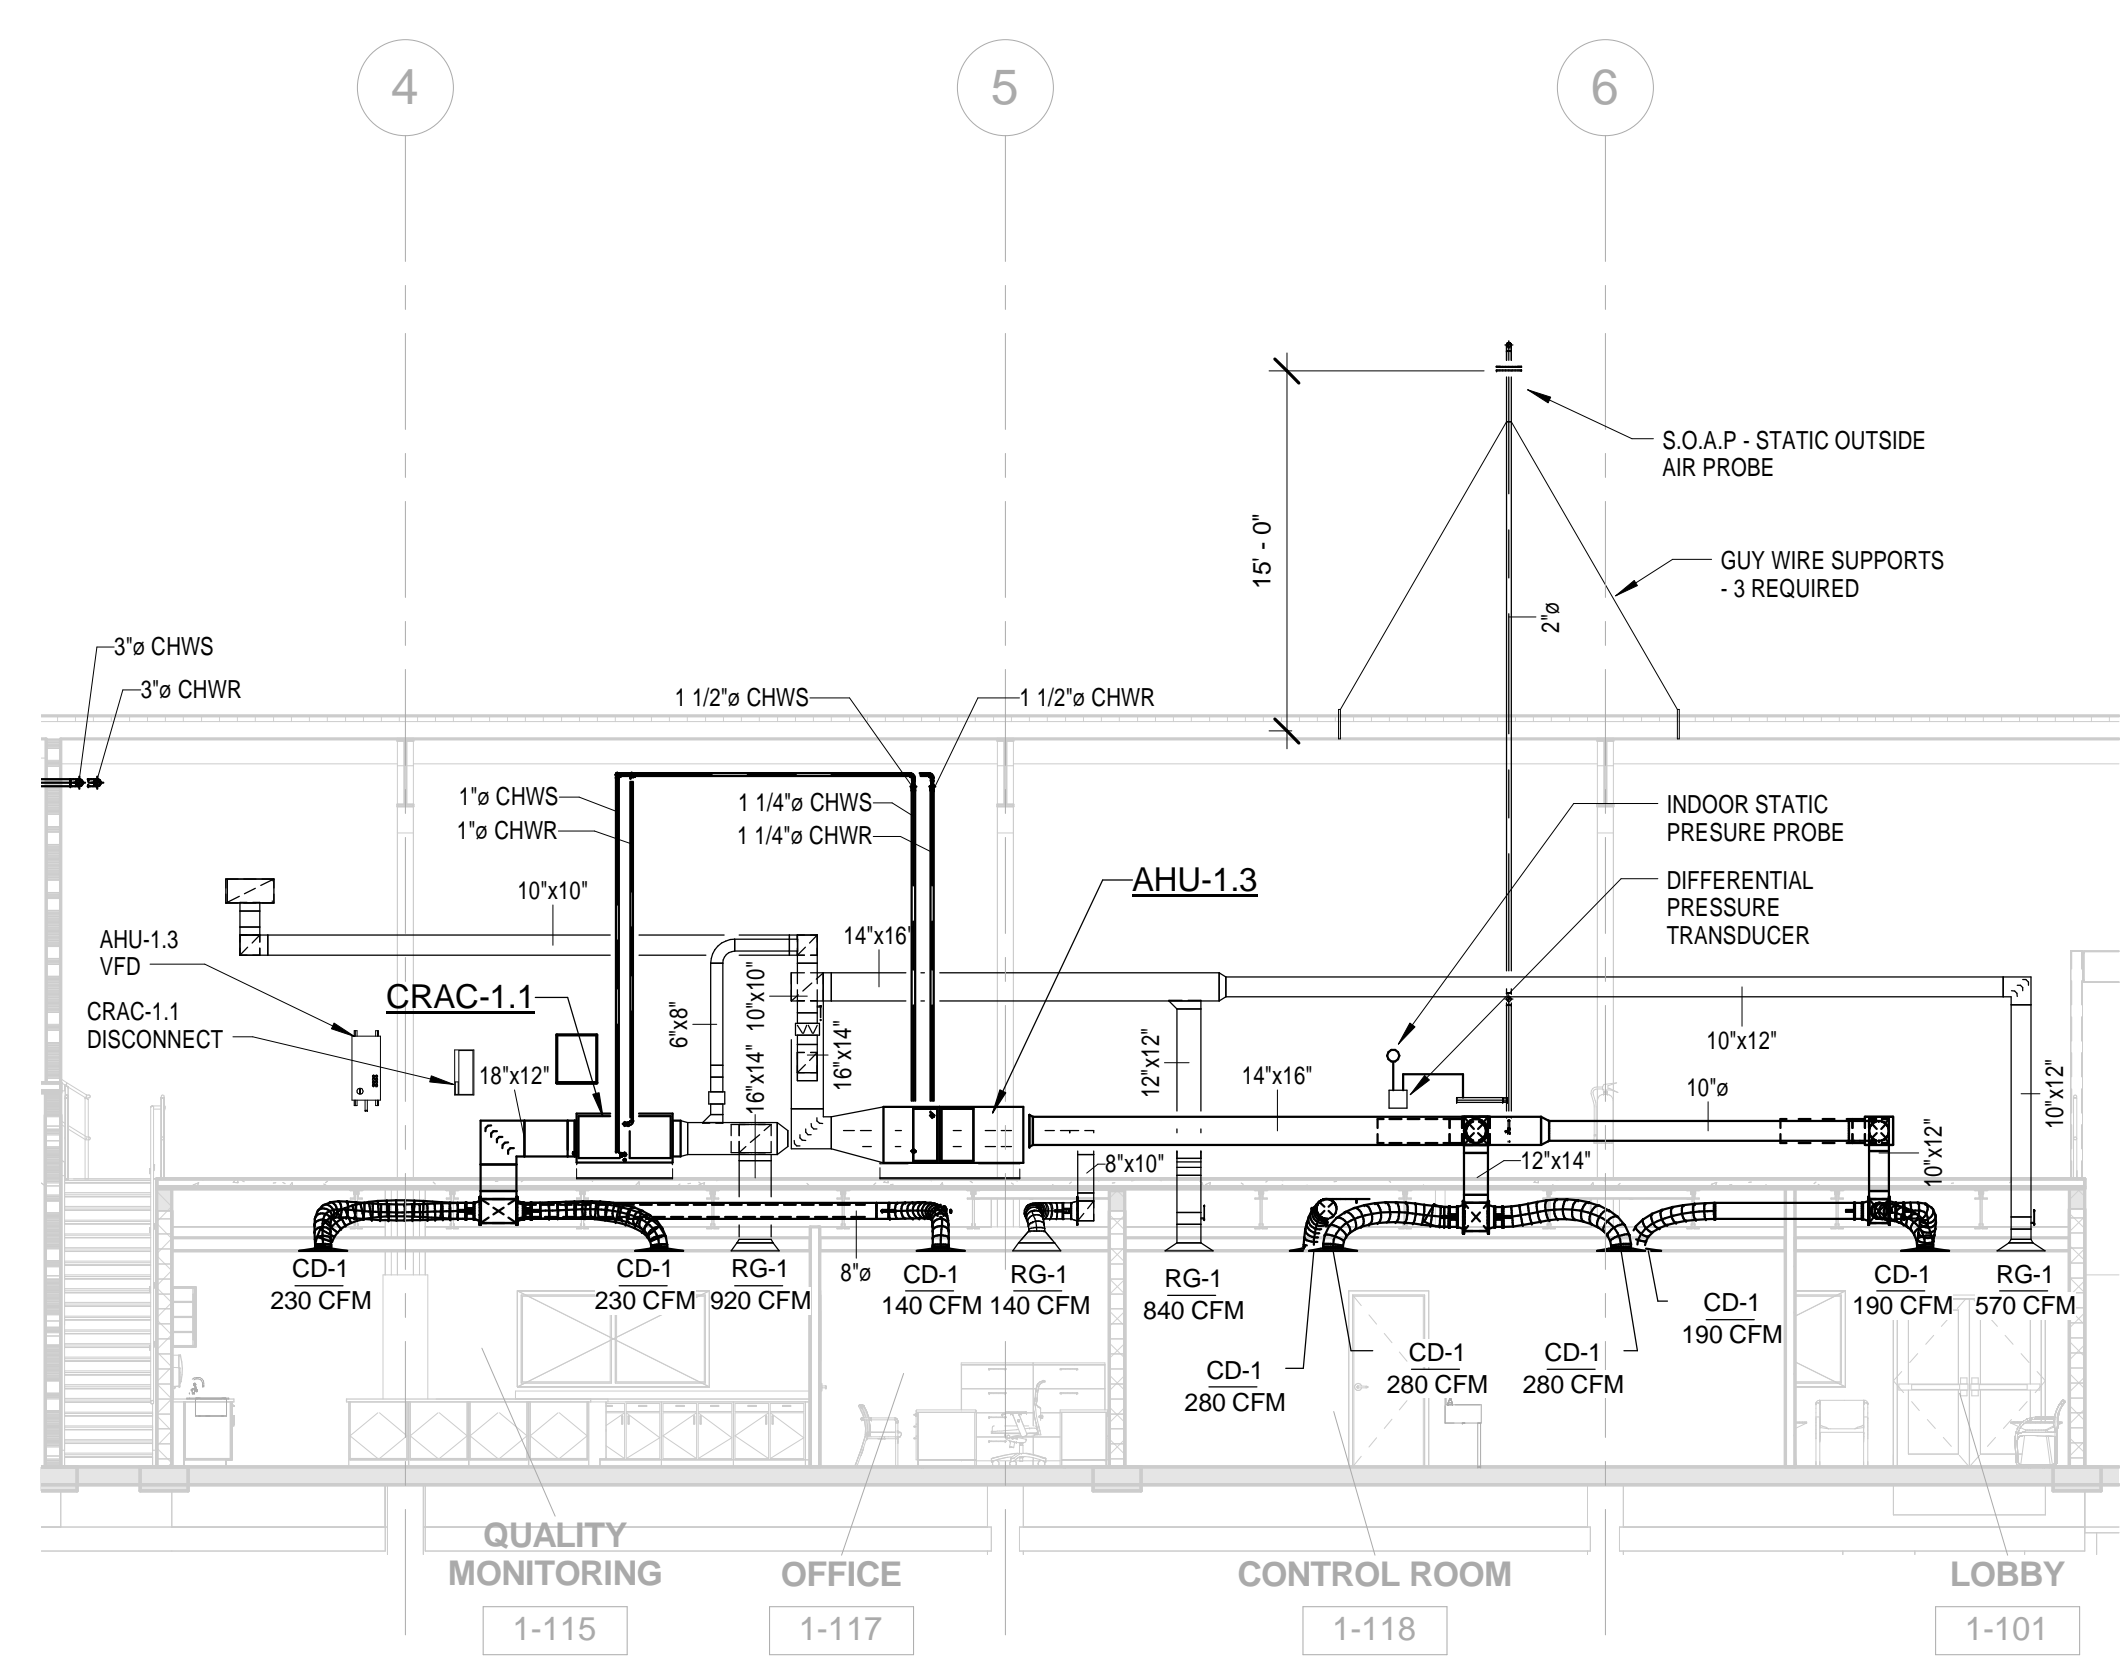 4
5
6
S.O.A.P - STATIC OUTSIDE
AIR PROBE
15' - 0"
GUY WIRE SUPPORTS
- 3 REQUIRED
2"ø
3"ø CHWS
3"ø CHWR
1 1/2"ø CHWS
1 1/2"ø CHWR
1"ø CHWS
1"ø CHWR
1 1/4"ø CHWS
1 1/4"ø CHWR
INDOOR STATIC
PRESURE PROBE
DIFFERENTIAL
PRESSURE
TRANSDUCER
AHU-1.3
10"x10"
14"x16"
AHU-1.3
VFD
CRAC-1.1
CRAC-1.1
DISCONNECT
6"x8"
10"x10"
16"x14"
16"x14"
12"x12"
10"x12"
10"x12"
18"x12"
14"x16"
10"ø
8"x10"
12"x14"
10"x12"
CD-1
230 CFM
CD-1
230 CFM
RG-1
920 CFM
8"ø
CD-1
140 CFM
RG-1
140 CFM
RG-1
840 CFM
CD-1
280 CFM
CD-1
280 CFM
CD-1
280 CFM
CD-1
190 CFM
CD-1
190 CFM
RG-1
570 CFM
QUALITY
MONITORING
1-115
OFFICE
1-117
CONTROL ROOM
1-118
LOBBY
1-101